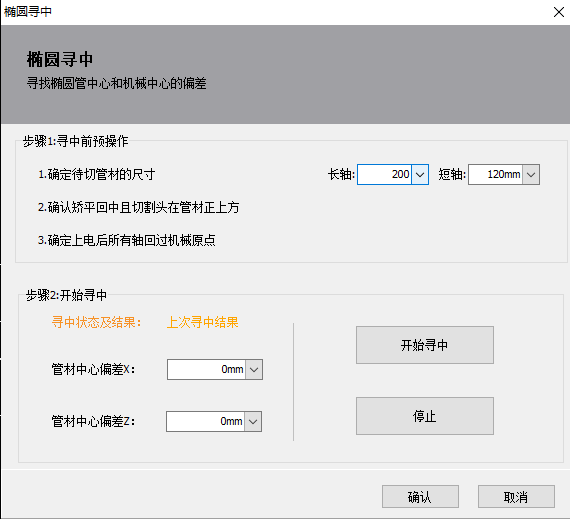 椭圆寻中
椭圆寻中
寻找椭圆管中心和机械中心的偏差
步骤1:寻中前预操作
1.确定待切管材的尺寸 长轴: 200 短轴: 120mm
2.确认矫平回中且切割头在管材正上方
3.确定上电后所有轴回过机械原点
步骤2:开始寻中
寻中状态及结果: 上次寻中结果
管材中心偏差X: 0mm
开始寻中
管材中心偏差Z: 0mm
停止
确认 取消